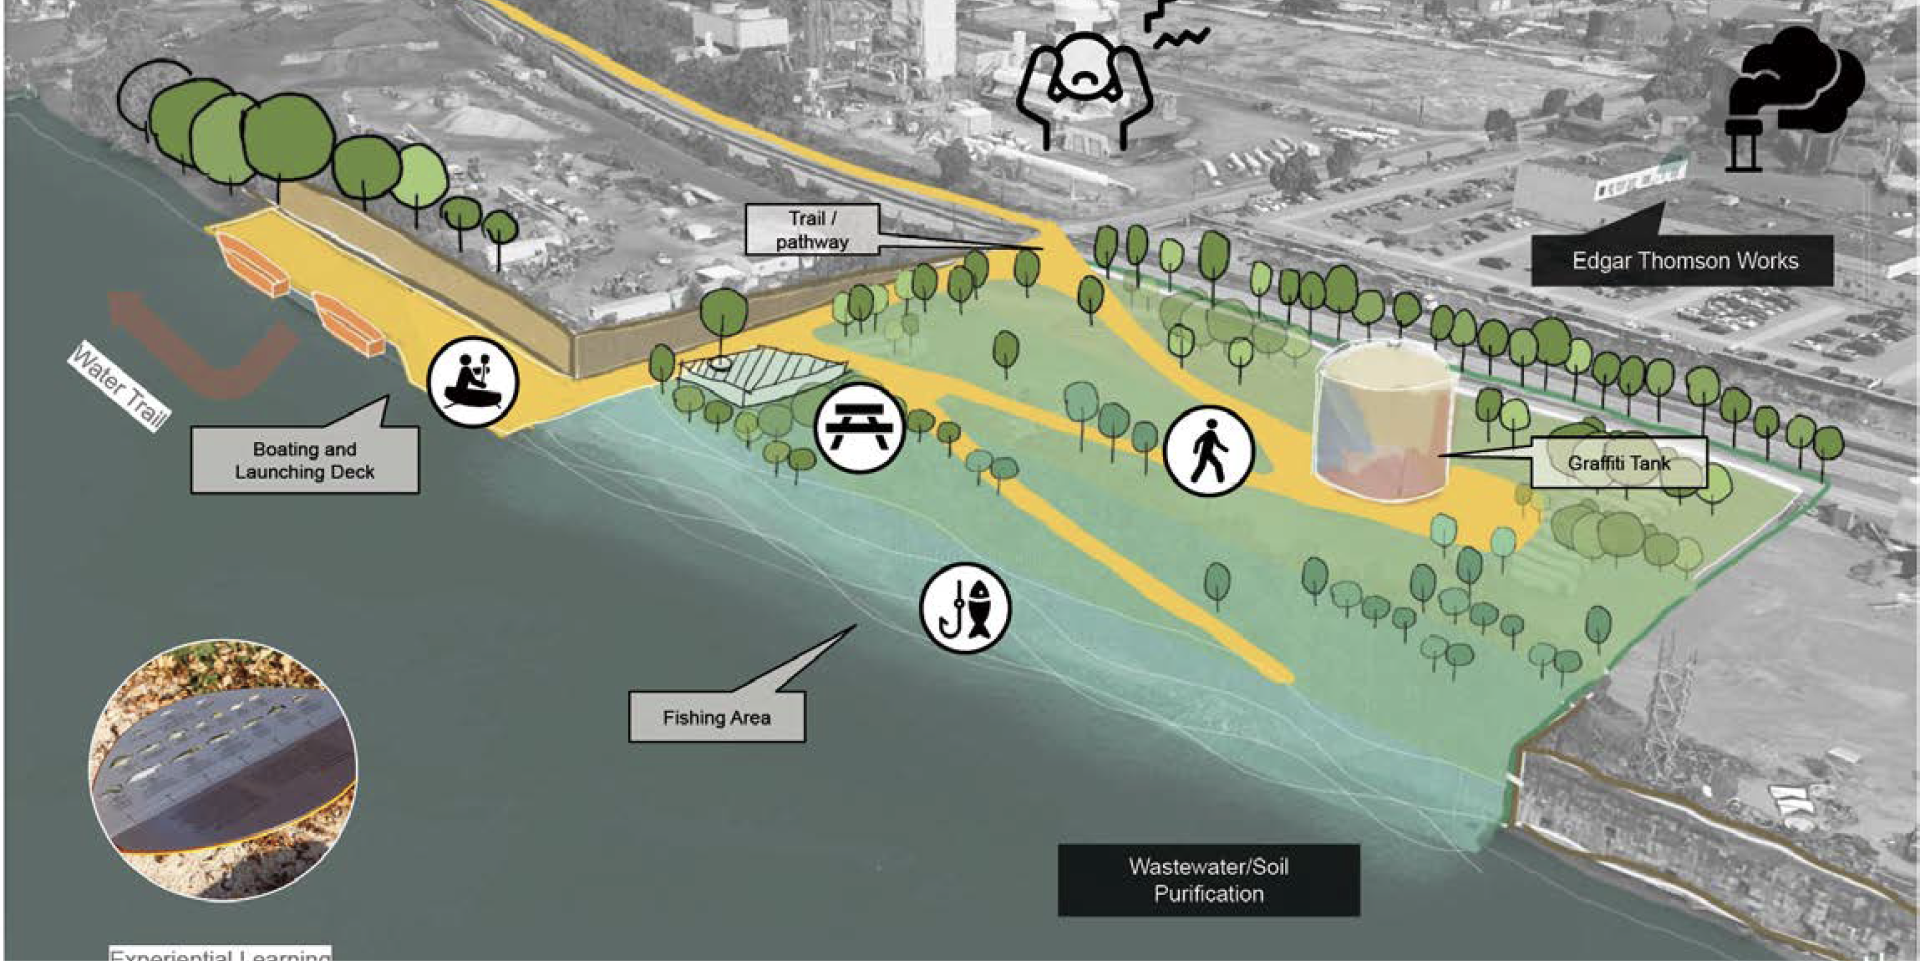 Trail /
pathway
Edgar Thomson Works
Water Trail
Boating and
Launching Deck
Graffiti Tank
Fishing Area
Wastewater/Soil
Purification
Experiential Learning